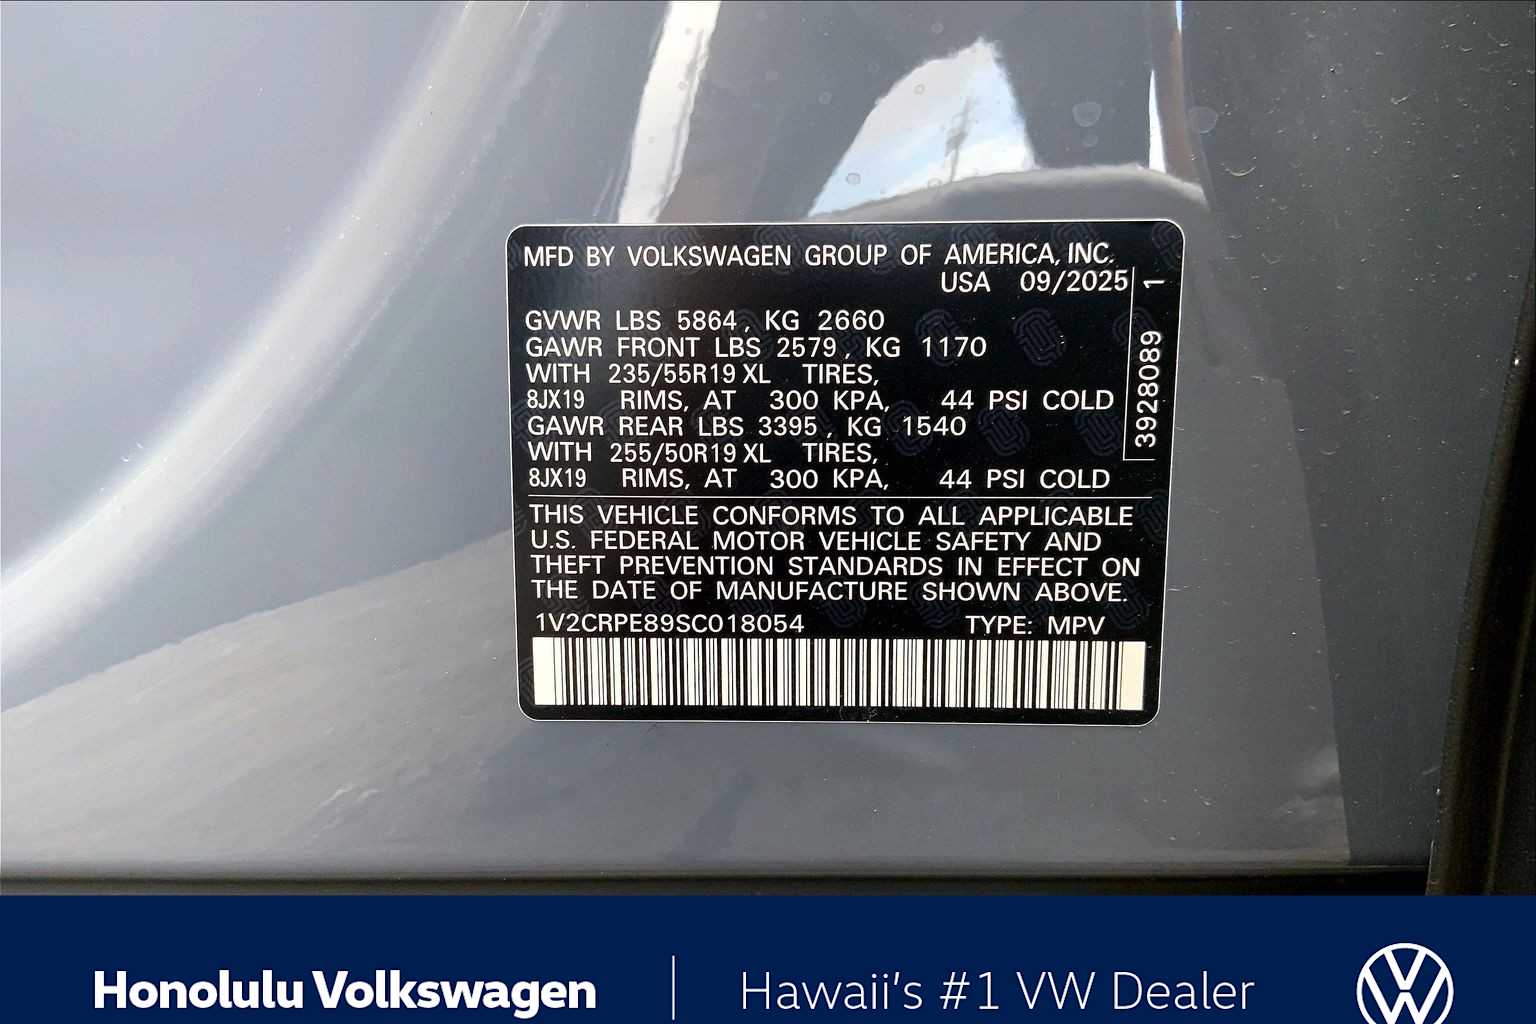 MFD BY VOLKSWAGEN GROUP OF AMERICA, INC.
USA 09/2025
GVWR LBS 5864, KG 2660
GAWR FRONT LBS 2579, KG 1170
WITH 235/55R19 XL TIRES,
8JX19 RIMS, AT 300 KPA, 44 PSI COLD
GAWR REAR LBS 3395, KG 1540
WITH 255/50R19 XL TIRES,
8JX19 RIMS, AT 300 KPA, 44 PSI COLD
3928089 1
THIS VEHICLE CONFORMS TO ALL APPLICABLE
U.S. FEDERAL MOTOR VEHICLE SAFETY AND
THEFT PREVENTION STANDARDS IN EFFECT ON
THE DATE OF MANUFACTURE SHOWN ABOVE.
1V2CRPE89SC018054 TYPE: MPV
Honolulu Volkswagen | Hawaii's #1 VW Dealer